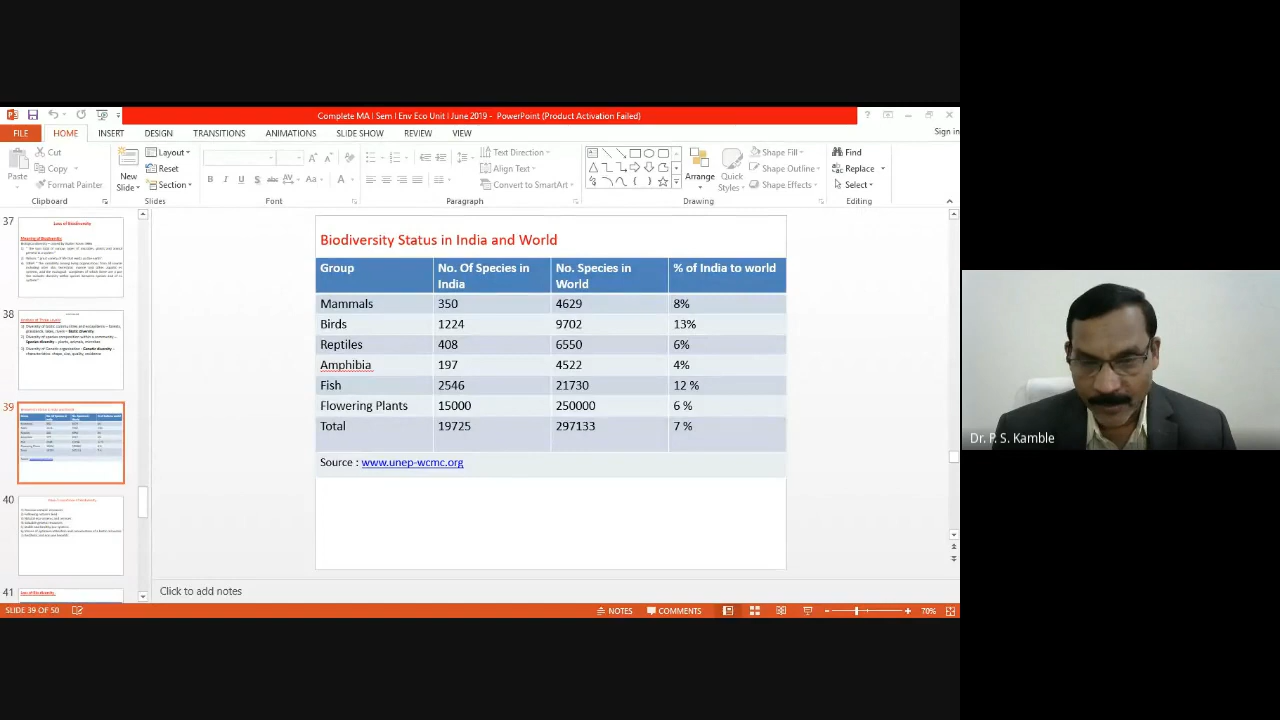 Complete MA I Sem I Env Eco Unit I June 2019 - PowerPoint (Product Activation Failed)
FILE HOME INSERT DESIGN TRANSITIONS ANIMATIONS SLIDE SHOW REVIEW VIEW Sign in
Paste
Cut
Copy
Format Painter
New Slide
Layout
Reset
Section
Text Direction
Align Text
Convert to SmartArt
Arrange
Quick Styles
Shape Fill
Shape Outline
Shape Effects
Find
Replace
Select
Clipboard Slides Font Paragraph Drawing Editing
37
Loss of Biodiversity
38
39
40
41
Loss of Biodiversity
Biodiversity Status in India and World
Group No. Of Species in India No. Species in World % of India to world
Mammals 350 4629 8%
Birds 1224 9702 13%
Reptiles 408 6550 6%
Amphibia 197 4522 4%
Fish 2546 21730 12 %
Flowering Plants 15000 250000 6 %
Total 19725 297133 7 %
Source : www.unep-wcmc.org
Click to add notes
SLIDE 39 OF 50 NOTES COMMENTS 70%
Dr. P. S. Kamble